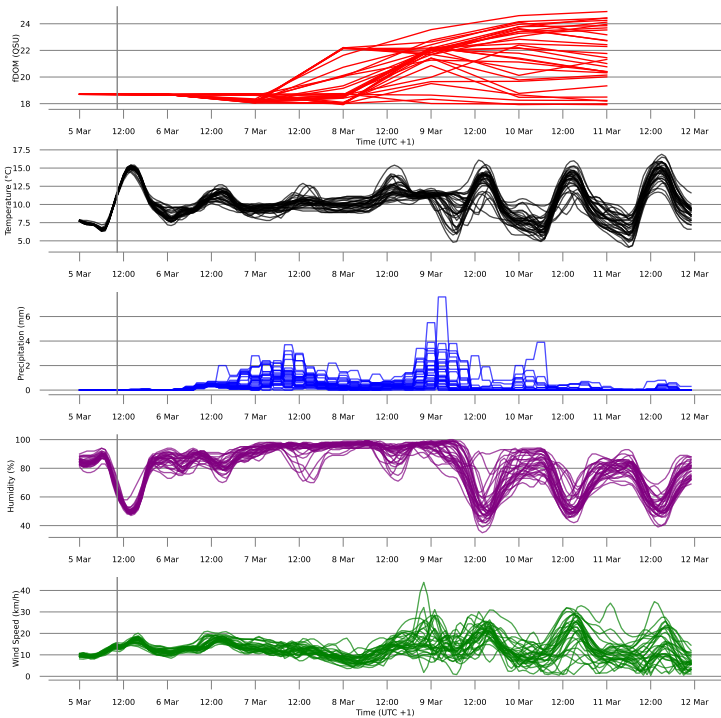 fDOM (QSU)
24
22
20
18
5 Mar 12:00 6 Mar 12:00 7 Mar 12:00 8 Mar 12:00 9 Mar 12:00 10 Mar 12:00 11 Mar 12:00 12 Mar
Time (UTC +1)
Temperature (°C)
17.5
15.0
12.5
10.0
7.5
5.0
5 Mar 12:00 6 Mar 12:00 7 Mar 12:00 8 Mar 12:00 9 Mar 12:00 10 Mar 12:00 11 Mar 12:00 12 Mar
Precipitation (mm)
6
4
2
0
5 Mar 12:00 6 Mar 12:00 7 Mar 12:00 8 Mar 12:00 9 Mar 12:00 10 Mar 12:00 11 Mar 12:00 12 Mar
Humidity (%)
100
80
60
40
5 Mar 12:00 6 Mar 12:00 7 Mar 12:00 8 Mar 12:00 9 Mar 12:00 10 Mar 12:00 11 Mar 12:00 12 Mar
Wind Speed (km/h)
40
30
20
10
0
5 Mar 12:00 6 Mar 12:00 7 Mar 12:00 8 Mar 12:00 9 Mar 12:00 10 Mar 12:00 11 Mar 12:00 12 Mar
Time (UTC +1)